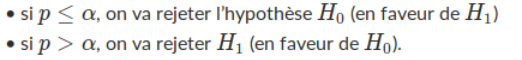 • si p ≤ α, on va rejeter l'hypothèse H₀ (en faveur de H₁)
• si p > α, on va rejeter H₁ (en faveur de H₀).